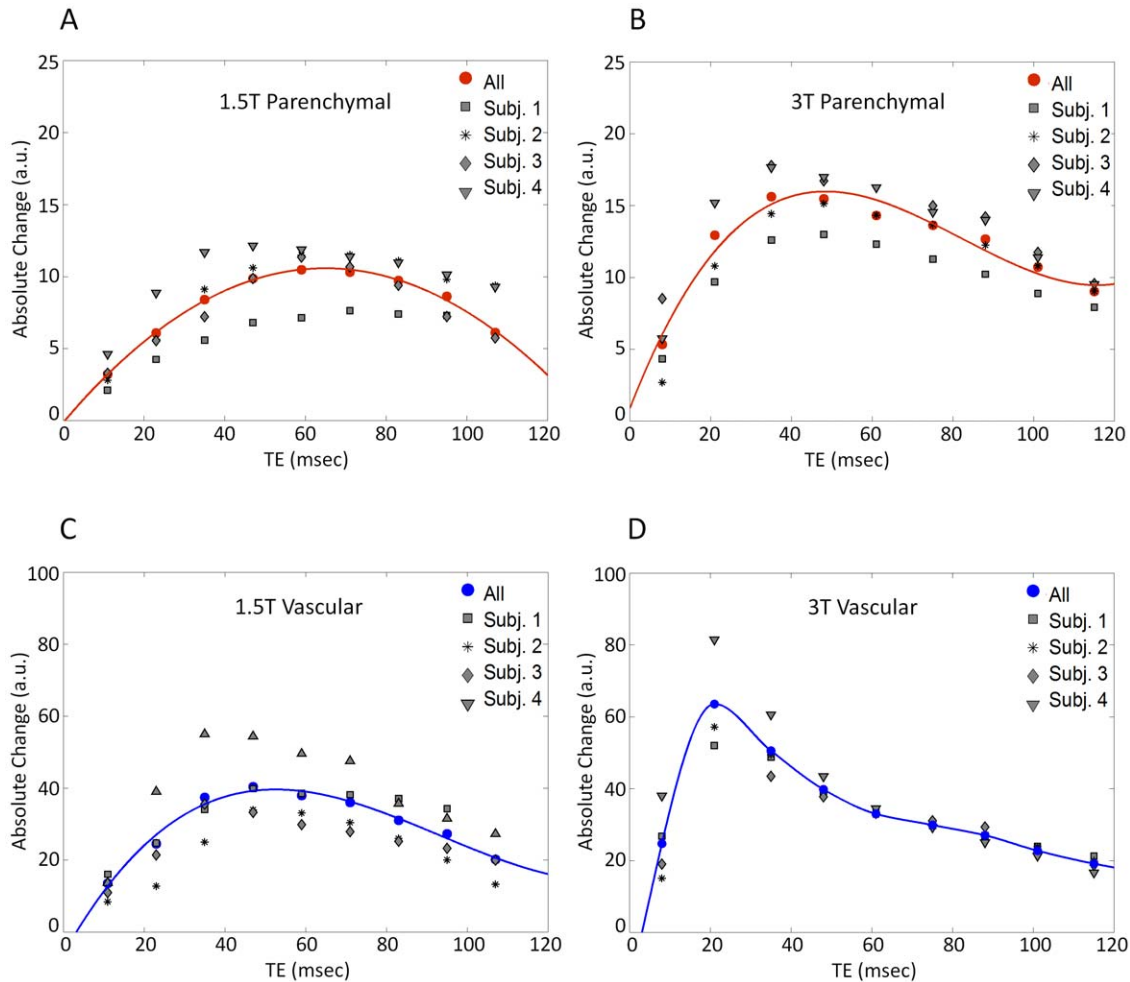 A
1.5T Parenchymal
Absolute Change (a.u.)
25
20
15
10
5
0
0 20 40 60 80 100 120
TE (msec)
All
Subj. 1
Subj. 2
Subj. 3
Subj. 4
B
3T Parenchymal
Absolute Change (a.u.)
25
20
15
10
5
0
0 20 40 60 80 100 120
TE (msec)
All
Subj. 1
Subj. 2
Subj. 3
Subj. 4
C
1.5T Vascular
Absolute Change (a.u.)
100
80
60
40
20
0
0 20 40 60 80 100 120
TE (msec)
All
Subj. 1
Subj. 2
Subj. 3
Subj. 4
D
3T Vascular
Absolute Change (a.u.)
100
80
60
40
20
0
0 20 40 60 80 100 120
TE (msec)
All
Subj. 1
Subj. 2
Subj. 3
Subj. 4